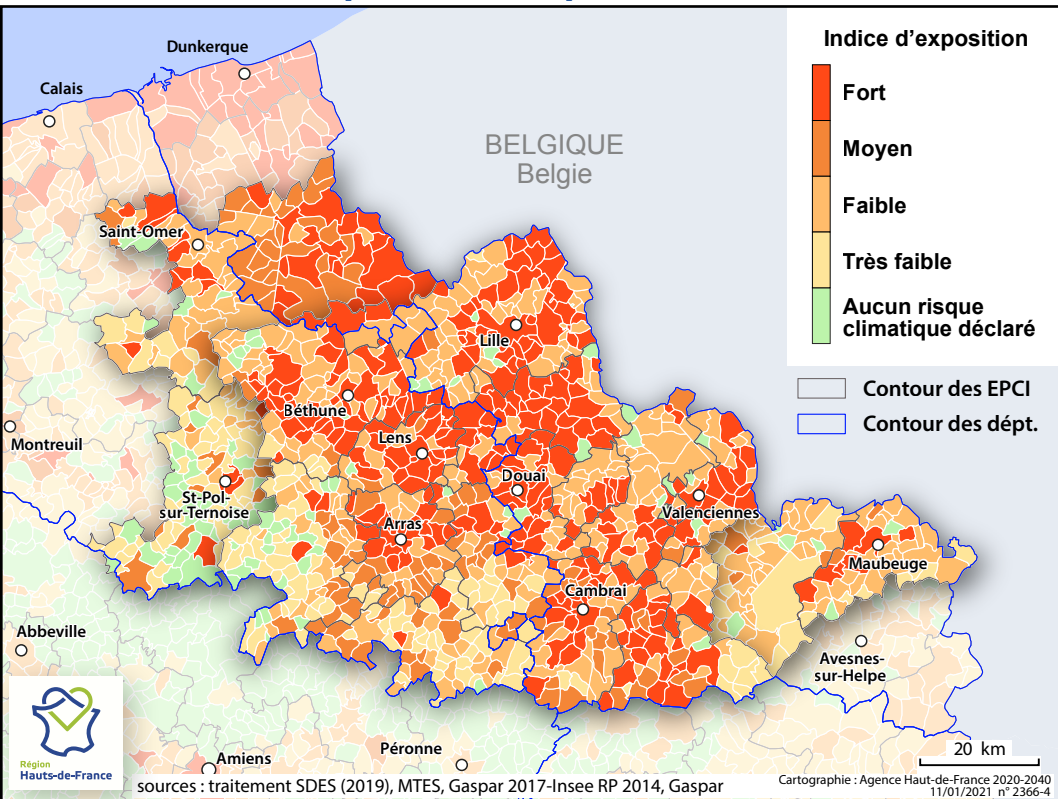 Dunkerque
Calais
BELGIQUE
Belgie
Saint-Omer
Lille
Béthune
Lens
Montreuil
Douai
St-Pol-
sur-Ternoise
Valenciennes
Arras
Maubeuge
Cambrai
Abbeville
Avesnes-
sur-Helpe
Péronne
Amiens
Indice d’exposition
Fort
Moyen
Faible
Très faible
Aucun risque
climatique déclaré
Contour des EPCI
Contour des dépt.
20 km
Région
Hauts-de-France
sources : traitement SDES (2019), MTES, Gaspar 2017-Insee RP 2014, Gaspar
Cartographie : Agence Haut-de-France 2020-2040
11/01/2021 n° 2366-4